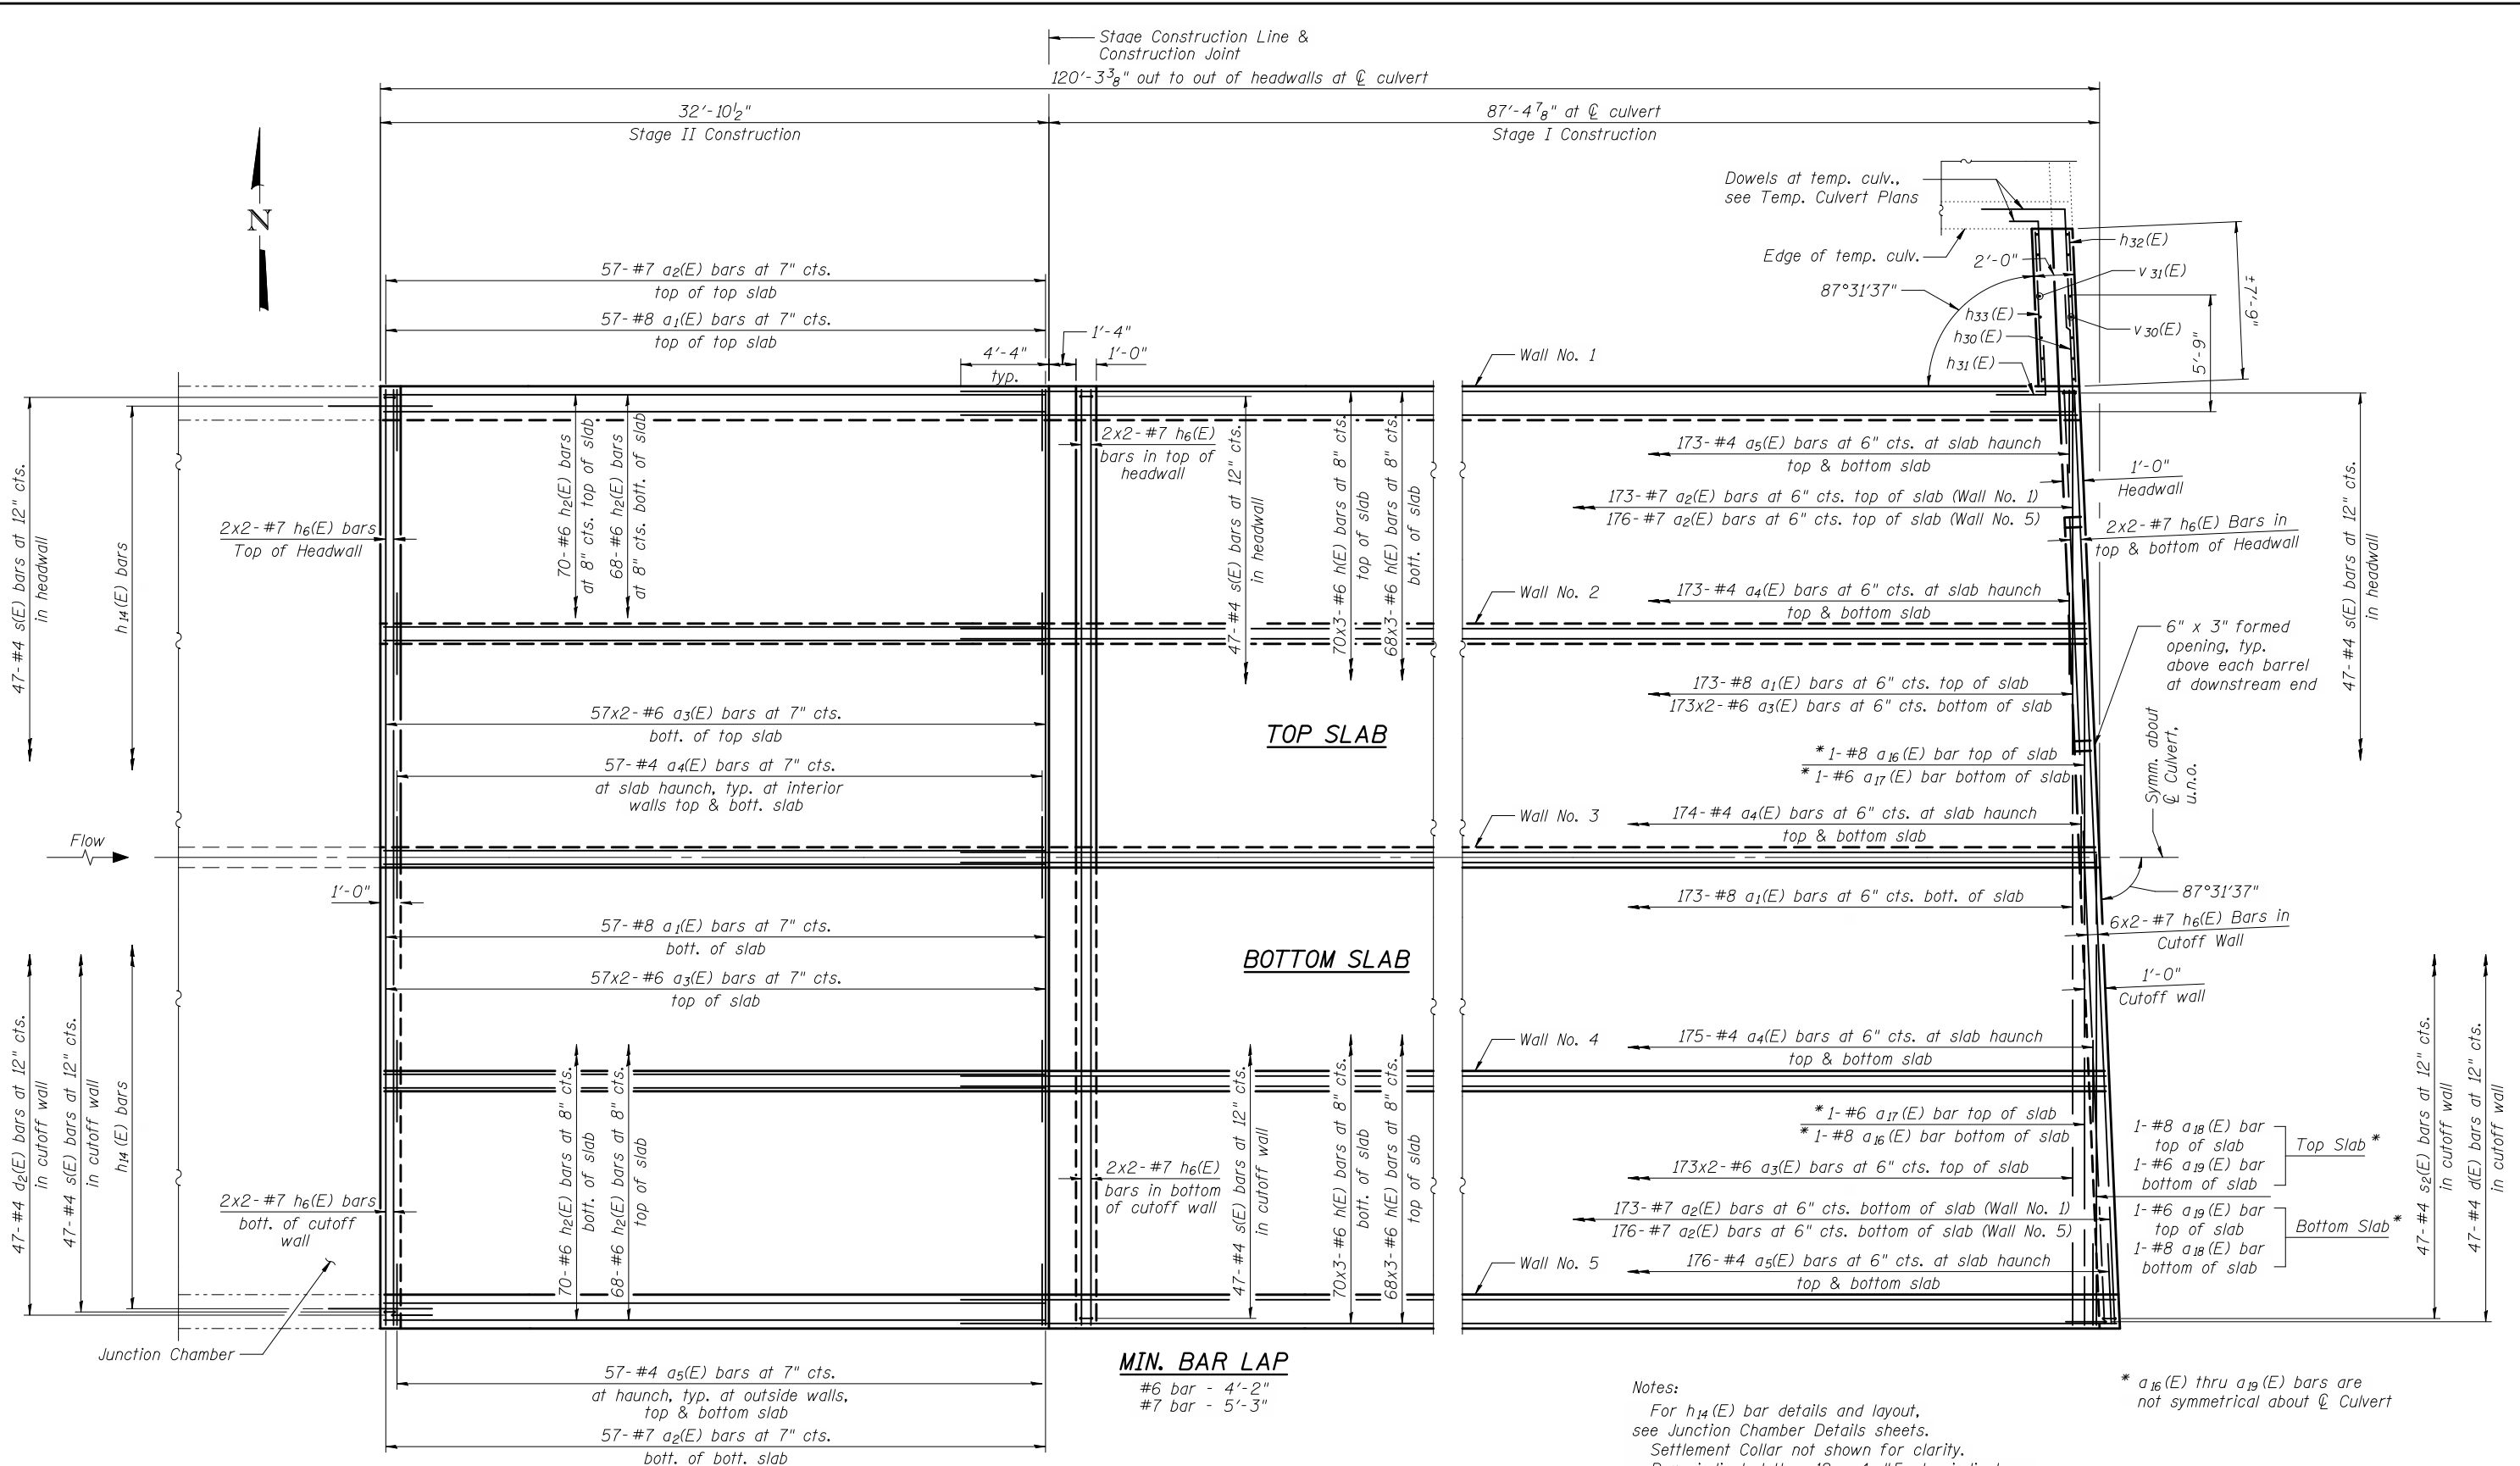 Stage Construction Line &
Construction Joint
120'-3 3/8" out to out of headwalls at ℄ culvert
32'-10 1/2"
Stage II Construction
87'-4 7/8" at ℄ culvert
Stage I Construction
N
Dowels at temp. culv.,
see Temp. Culvert Plans
Edge of temp. culv.
2'-0"
87°31'37"
h32(E)
v31(E)
h33(E)
h30(E)
h31(E)
v30(E)
±7'-9"
5'-9"
57-#7 a2(E) bars at 7" cts.
top of top slab
57-#8 a1(E) bars at 7" cts.
top of top slab
4'-4"
typ.
1'-4"
1'-0"
Wall No. 1
47-#4 s(E) bars at 12" cts.
in headwall
h14(E) bars
2x2-#7 h6(E) bars
Top of Headwall
70-#6 h2(E) bars
at 8" cts. top of slab
68-#6 h2(E) bars
at 8" cts. bott. of slab
2x2-#7 h6(E)
bars in top of
headwall
47-#4 s(E) bars at 12" cts.
in headwall
70x3-#6 h(E) bars at 8" cts.
top of slab
68x3-#6 h(E) bars at 8" cts.
bott. of slab
173-#4 a5(E) bars at 6" cts. at slab haunch
top & bottom slab
173-#7 a2(E) bars at 6" cts. top of slab (Wall No. 1)
176-#7 a2(E) bars at 6" cts. top of slab (Wall No. 5)
1'-0"
Headwall
2x2-#7 h6(E) Bars in
top & bottom of Headwall
47-#4 s(E) bars at 12" cts.
in headwall
Wall No. 2
173-#4 a4(E) bars at 6" cts. at slab haunch
top & bottom slab
6" x 3" formed
opening, typ.
above each barrel
at downstream end
173-#8 a1(E) bars at 6" cts. top of slab
173x2-#6 a3(E) bars at 6" cts. bottom of slab
57x2-#6 a3(E) bars at 7" cts.
bott. of top slab
TOP SLAB
* 1-#8 a16(E) bar top of slab
* 1-#6 a17(E) bar bottom of slab
Symm. about
℄ Culvert,
u.n.o.
57-#4 a4(E) bars at 7" cts.
at slab haunch, typ. at interior
walls top & bott. slab
Wall No. 3
174-#4 a4(E) bars at 6" cts. at slab haunch
top & bottom slab
Flow
1'-0"
87°31'37"
173-#8 a1(E) bars at 6" cts. bott. of slab
6x2-#7 h6(E) Bars in
Cutoff Wall
57-#8 a1(E) bars at 7" cts.
bott. of slab
BOTTOM SLAB
57x2-#6 a3(E) bars at 7" cts.
top of slab
1'-0"
Cutoff wall
47-#4 d2(E) bars at 12" cts.
in cutoff wall
47-#4 s(E) bars at 12" cts.
in cutoff wall
h14(E) bars
Wall No. 4
175-#4 a4(E) bars at 6" cts. at slab haunch
top & bottom slab
70-#6 h2(E) bars at 8" cts.
bott. of slab
68-#6 h2(E) bars at 8" cts.
top of slab
2x2-#7 h6(E)
bars in bottom
of cutoff wall
47-#4 s(E) bars at 12" cts.
in cutoff wall
70x3-#6 h(E) bars at 8" cts.
bott. of slab
68x3-#6 h(E) bars at 8" cts.
top of slab
* 1-#6 a17(E) bar top of slab
* 1-#8 a16(E) bar bottom of slab
173x2-#6 a3(E) bars at 6" cts. top of slab
1-#8 a18(E) bar
top of slab
1-#6 a19(E) bar
bottom of slab
Top Slab *
173-#7 a2(E) bars at 6" cts. bottom of slab (Wall No. 1)
176-#7 a2(E) bars at 6" cts. bottom of slab (Wall No. 5)
1-#6 a19(E) bar
top of slab
1-#8 a18(E) bar
bottom of slab
Bottom Slab *
47-#4 s2(E) bars at 12" cts.
in cutoff wall
47-#4 d(E) bars at 12" cts.
in cutoff wall
2x2-#7 h6(E) bars
bott. of cutoff
wall
Wall No. 5
176-#4 a5(E) bars at 6" cts. at slab haunch
top & bottom slab
Junction Chamber
57-#4 a5(E) bars at 7" cts.
at haunch, typ. at outside walls,
top & bottom slab
57-#7 a2(E) bars at 7" cts.
bott. of bott. slab
MIN. BAR LAP
#6 bar - 4'-2"
#7 bar - 5'-3"
Notes:
For h14(E) bar details and layout,
see Junction Chamber Details sheets.
Settlement Collar not shown for clarity.
* a16(E) thru a19(E) bars are
not symmetrical about ℄ Culvert